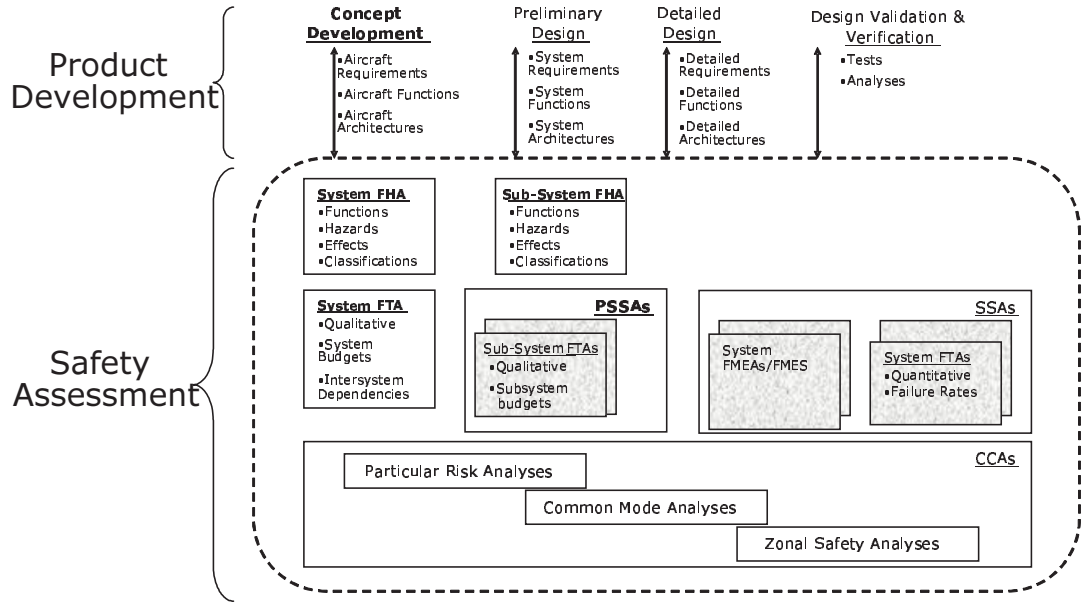 Product
Development
Concept
Development
▪Aircraft
Requirements
▪Aircraft Functions
▪Aircraft
Architectures
Preliminary
Design
▪System
Requirements
▪System
Functions
▪System
Architectures
Detailed
Design
▪Detailed
Requirements
▪Detailed
Functions
▪Detailed
Architectures
Design Validation &
Verification
▪Tests
▪Analyses
Safety
Assessment
System FHA
▪Functions
▪Hazards
▪Effects
▪Classifications
Sub-System FHA
▪Functions
▪Hazards
▪Effects
▪Classifications
System FTA
▪Qualitative
▪System
Budgets
▪Intersystem
Dependencies
PSSAs
Sub-System FTAs
▪Qualitative
▪Subsystem
budgets
SSAs
System
FMEAs/FMES
System FTAs
▪Quantitative
▪Failure Rates
CCAs
Particular Risk Analyses
Common Mode Analyses
Zonal Safety Analyses